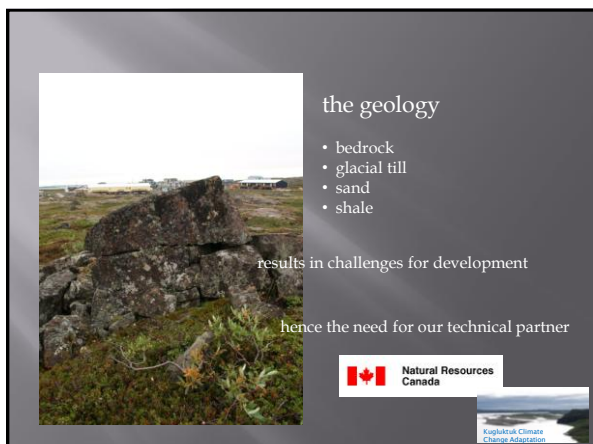 the geology
• bedrock
• glacial till
• sand
• shale
results in challenges for development
hence the need for our technical partner
Natural Resources
Canada
Kugluktuk Climate
Change Adaptation